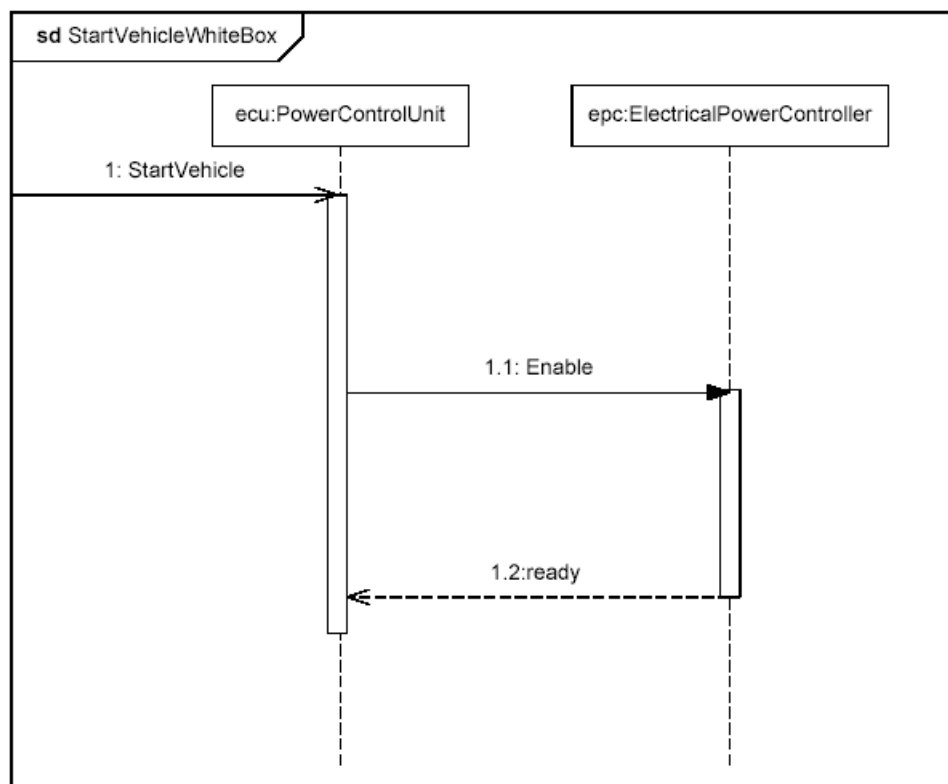 sd StartVehicleWhiteBox
ecu:PowerControlUnit
epc:ElectricalPowerController
1: StartVehicle
1.1: Enable
1.2:ready